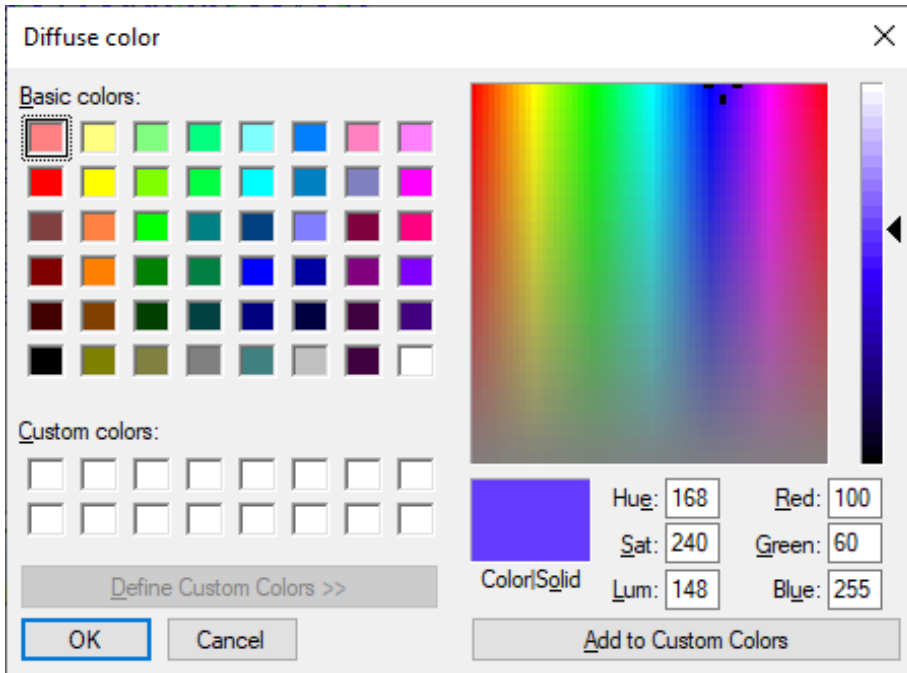 Diffuse color
Basic colors:
Custom colors:
Define Custom Colors >>
OK Cancel
Color|Solid
Hue: 168 Red: 100
Sat: 240 Green: 60
Lum: 148 Blue: 255
Add to Custom Colors